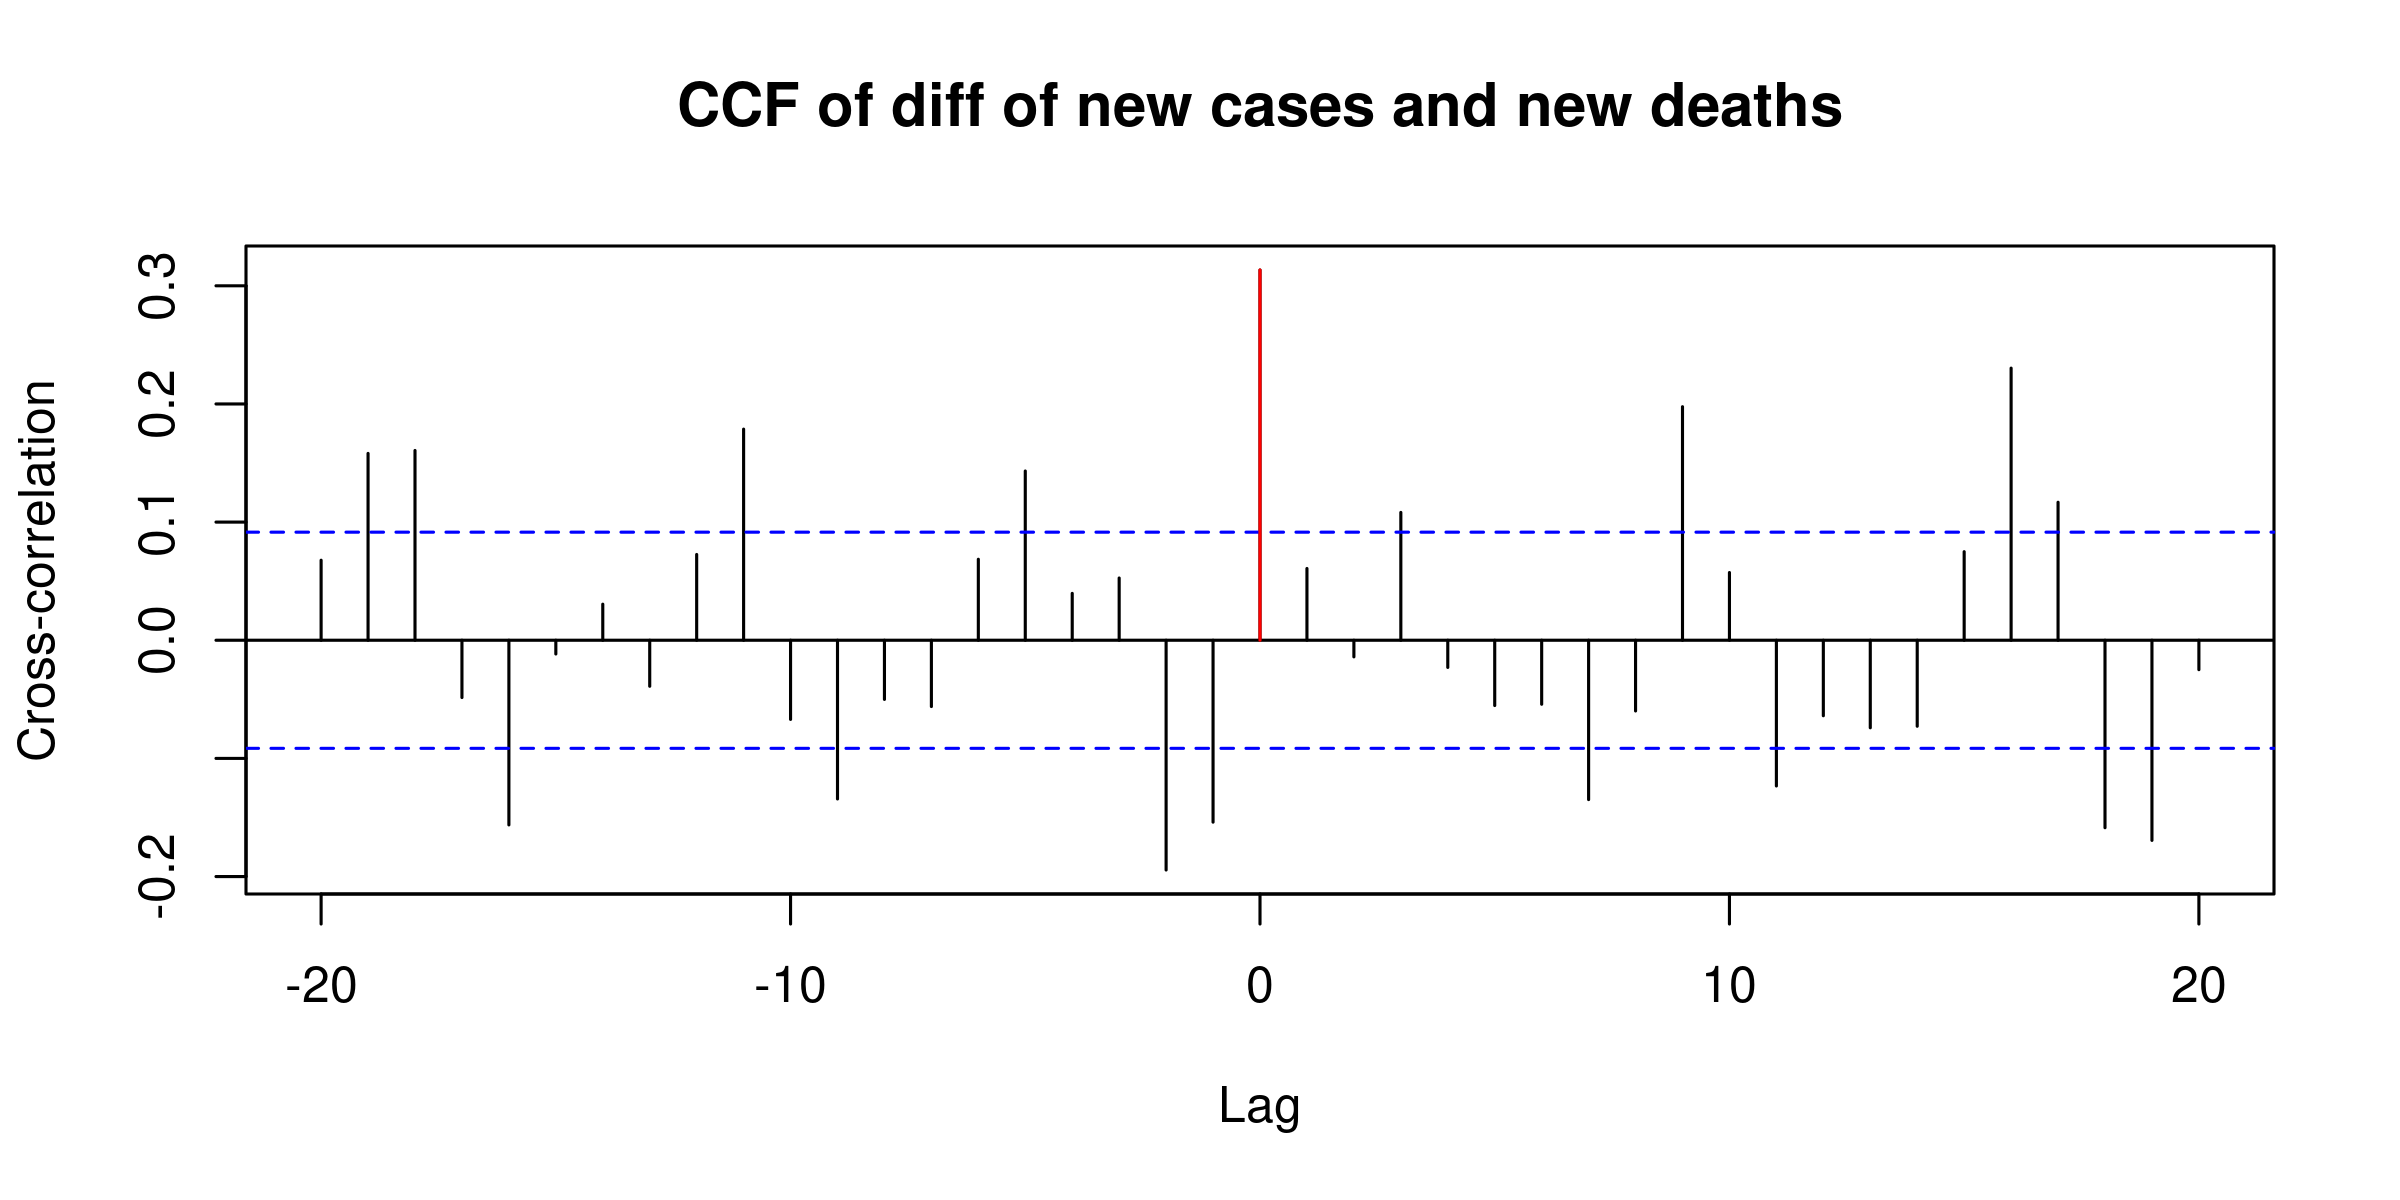 CCF of diff of new cases and new deaths
Cross-correlation
0.3
0.2
0.1
0.0
-0.2
-20 -10 0 10 20
Lag